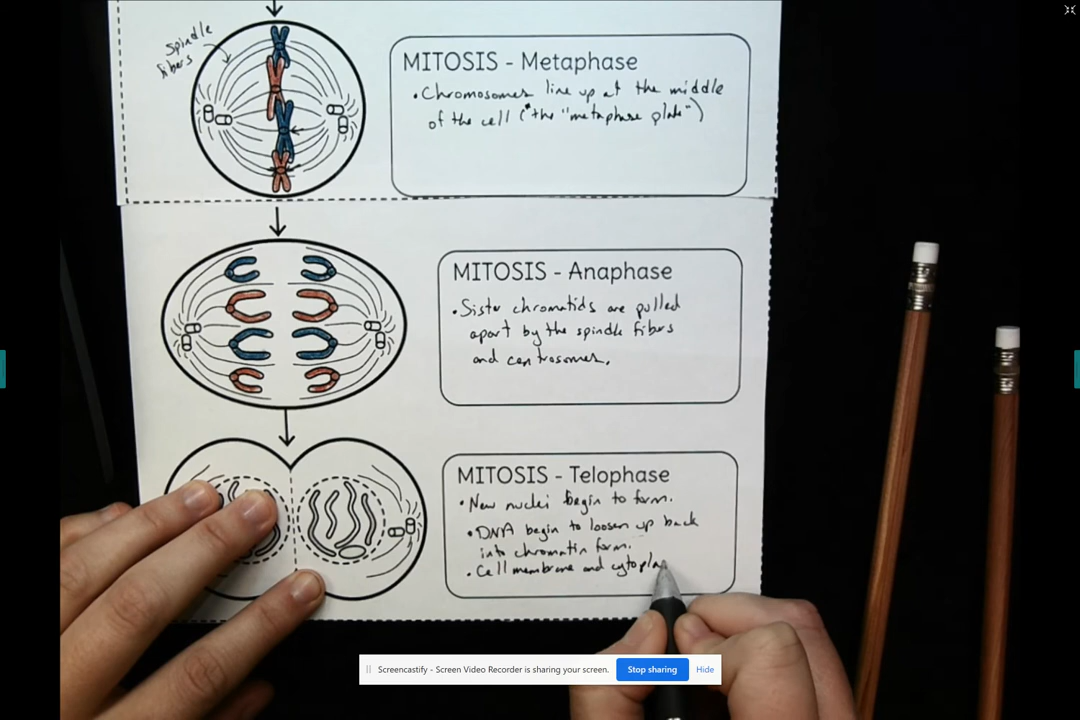 Spindle
fibers
MITOSIS - Metaphase
• Chromosomes line up at the middle
of the cell (*the "metaphase plate")
MITOSIS - Anaphase
• Sister chromatids are pulled
apart by the spindle fibers
and centrosomes.
MITOSIS - Telophase
• New nuclei begin to form.
• DNA begin to loosen up back
into chromatin form.
• Cell membrane and cytopla
Screencastify - Screen Video Recorder is sharing your screen.
Stop sharing
Hide